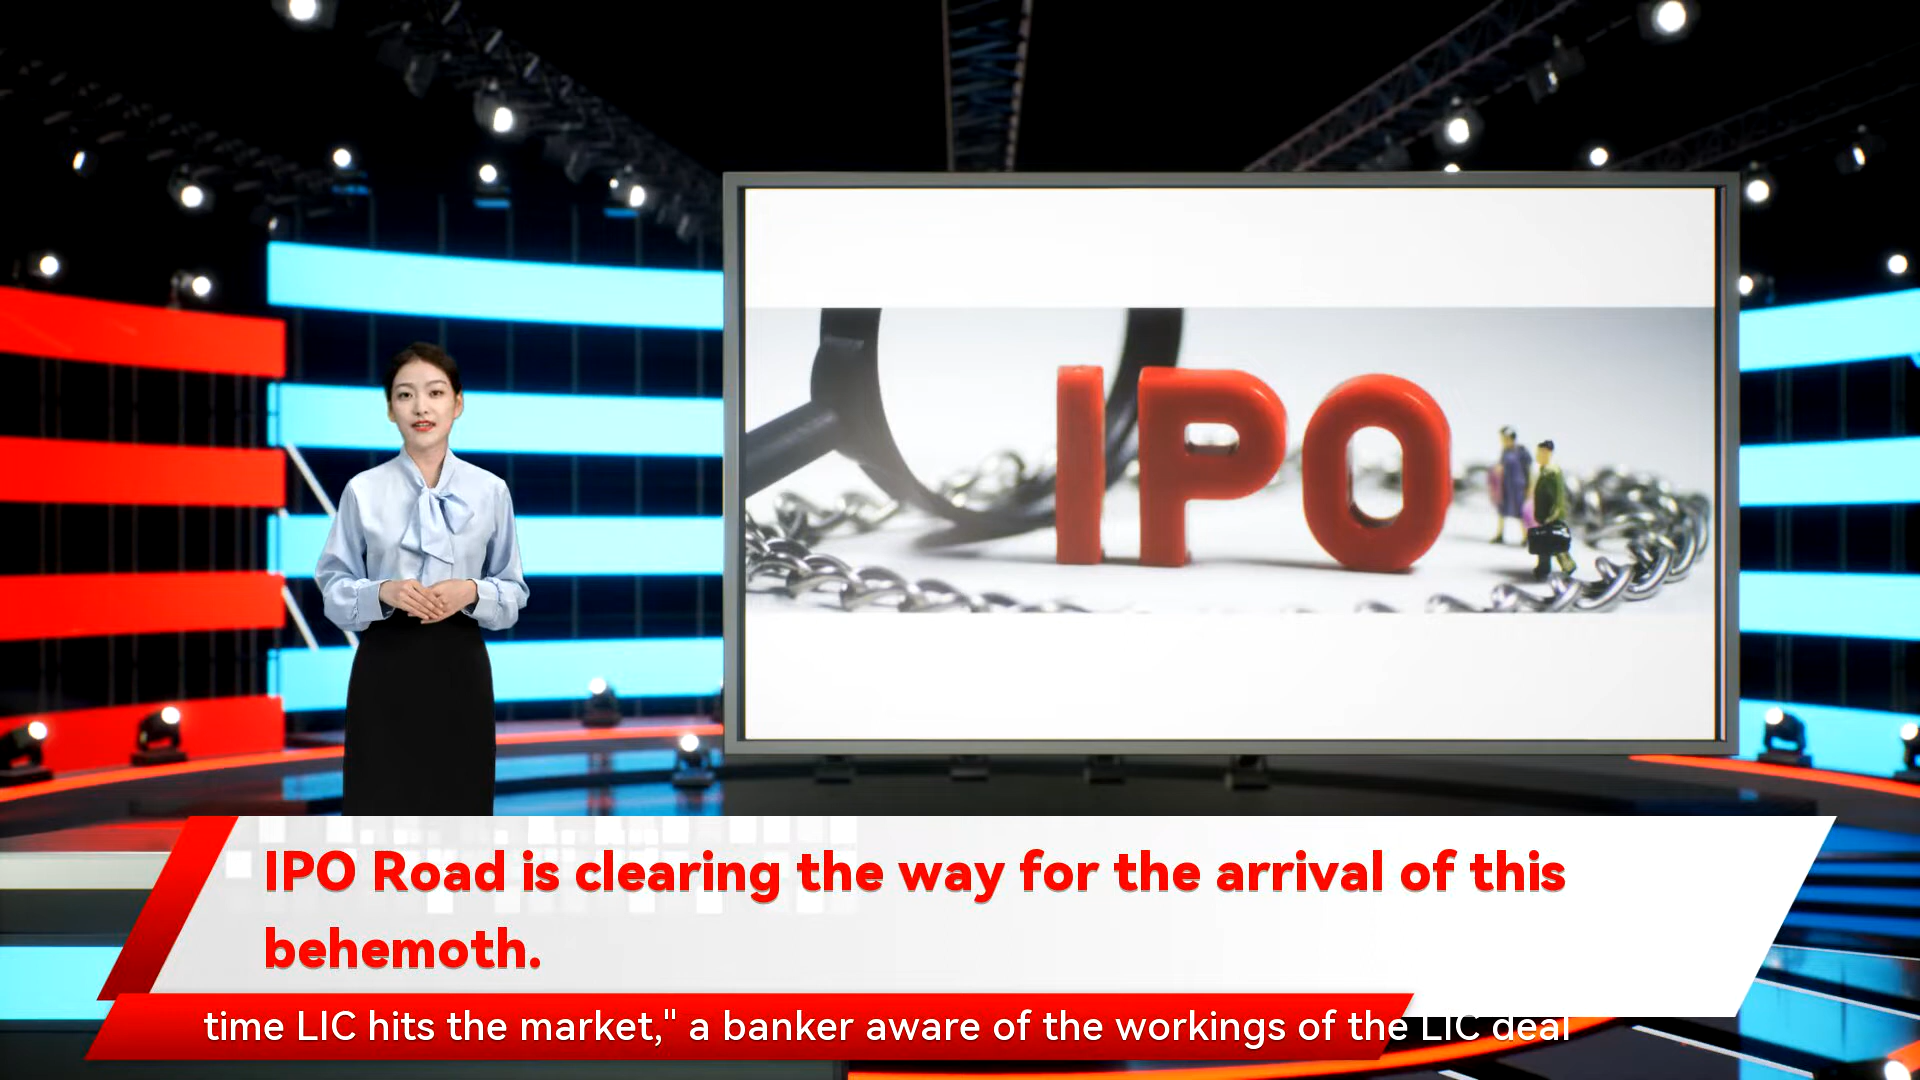 IPO
IPO Road is clearing the way for the arrival of this
behemoth.
time LIC hits the market," a banker aware of the workings of the LIC deal